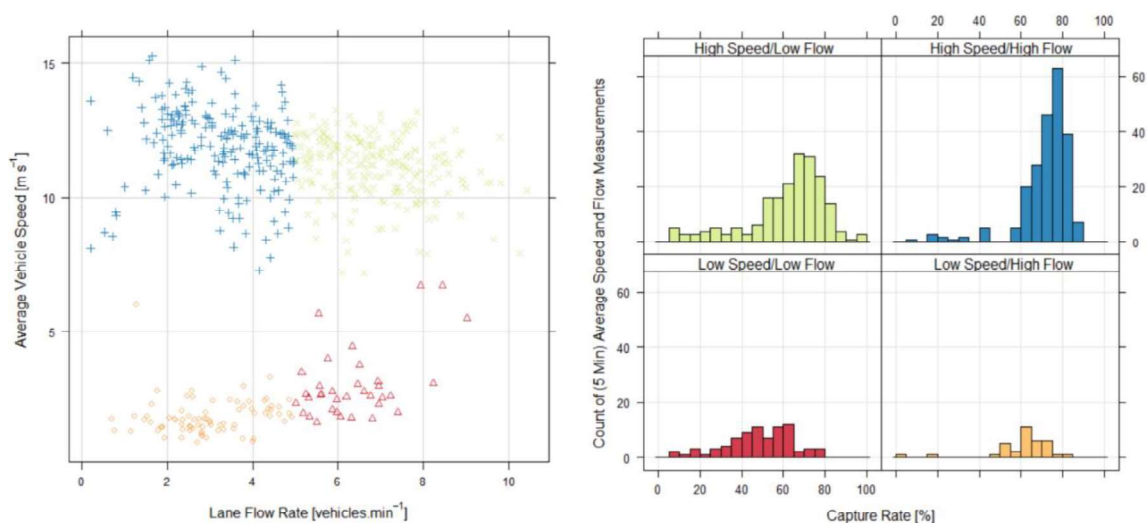 15
10
5
Average Vehicle Speed [m s⁻¹]
0 2 4 6 8 10
Lane Flow Rate [vehicles.min⁻¹]
0 20 40 60 80 100
High Speed/Low Flow
High Speed/High Flow
60
40
20
0
Low Speed/Low Flow
Low Speed/High Flow
60
40
20
0
Count of (5 Min) Average Speed and Flow Measurements
0 20 40 60 80 100
Capture Rate [%]